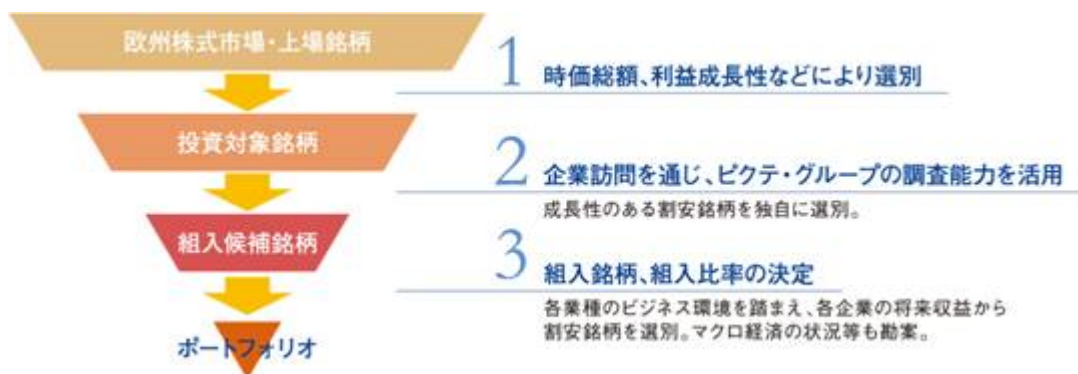 欧州株式市場・上場銘柄
1 時価総額、利益成長性などにより選別
投資対象銘柄
2 企業訪問を通じ、ピクテ・グループの調査能力を活用
成長性のある割安銘柄を独自に選別。
組入候補銘柄
3 組入銘柄、組入比率の決定
各業種のビジネス環境を踏まえ、各企業の将来収益から
割安銘柄を選別。マクロ経済の状況等も勘案。
ポートフォリオ